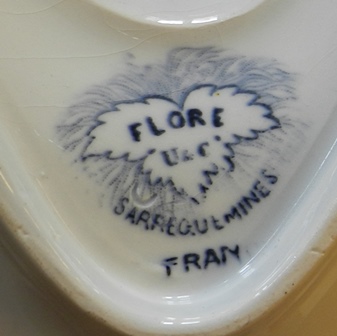 FLORE
U & C
SARREGUEMINES
FRAN